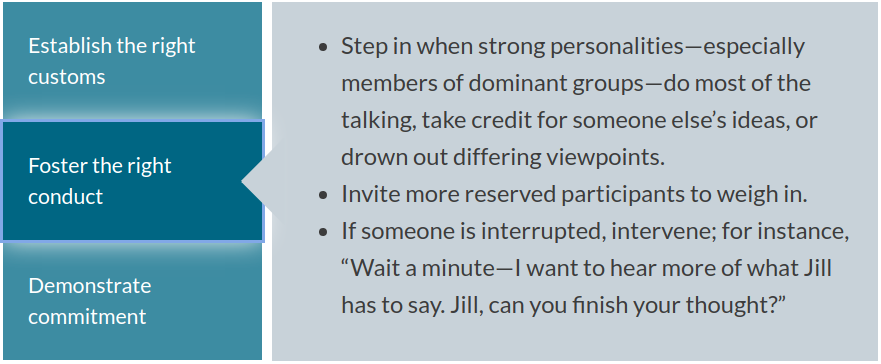 Establish the right
customs
Foster the right
conduct
Demonstrate
commitment
• Step in when strong personalities—especially
members of dominant groups—do most of the
talking, take credit for someone else’s ideas, or
drown out differing viewpoints.
• Invite more reserved participants to weigh in.
• If someone is interrupted, intervene; for instance,
“Wait a minute—I want to hear more of what Jill
has to say. Jill, can you finish your thought?”